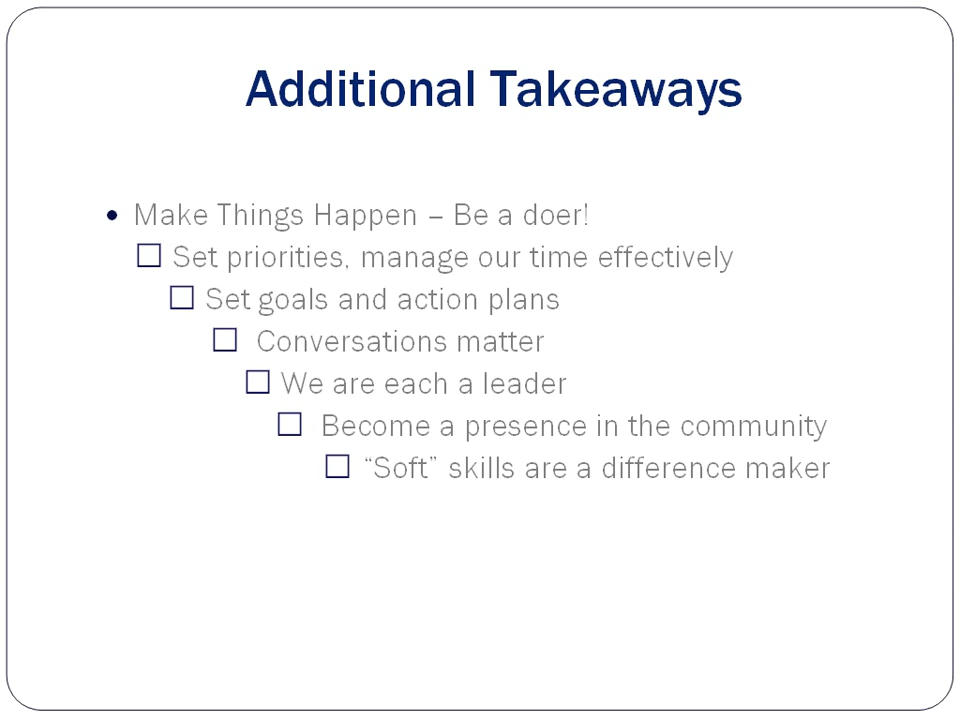 Additional Takeaways
• Make Things Happen – Be a doer!
☐ Set priorities, manage our time effectively
☐ Set goals and action plans
☐ Conversations matter
☐ We are each a leader
☐ Become a presence in the community
☐ “Soft” skills are a difference maker